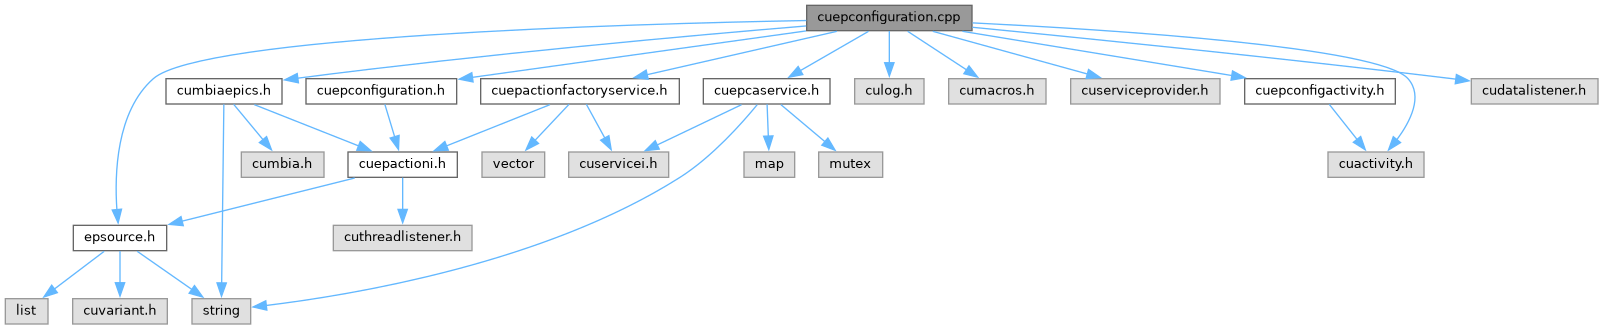 cuepconfiguration.cpp
cumbiaepics.h
cuepconfiguration.h
cuepactionfactoryservice.h
cuepcaservice.h
culog.h
cumacros.h
cuserviceprovider.h
cuepconfigactivity.h
cudatalistener.h
cumbia.h
cuepactioni.h
vector
cuservicei.h
map
mutex
cuactivity.h
epsource.h
cuthreadlistener.h
list
cuvariant.h
string